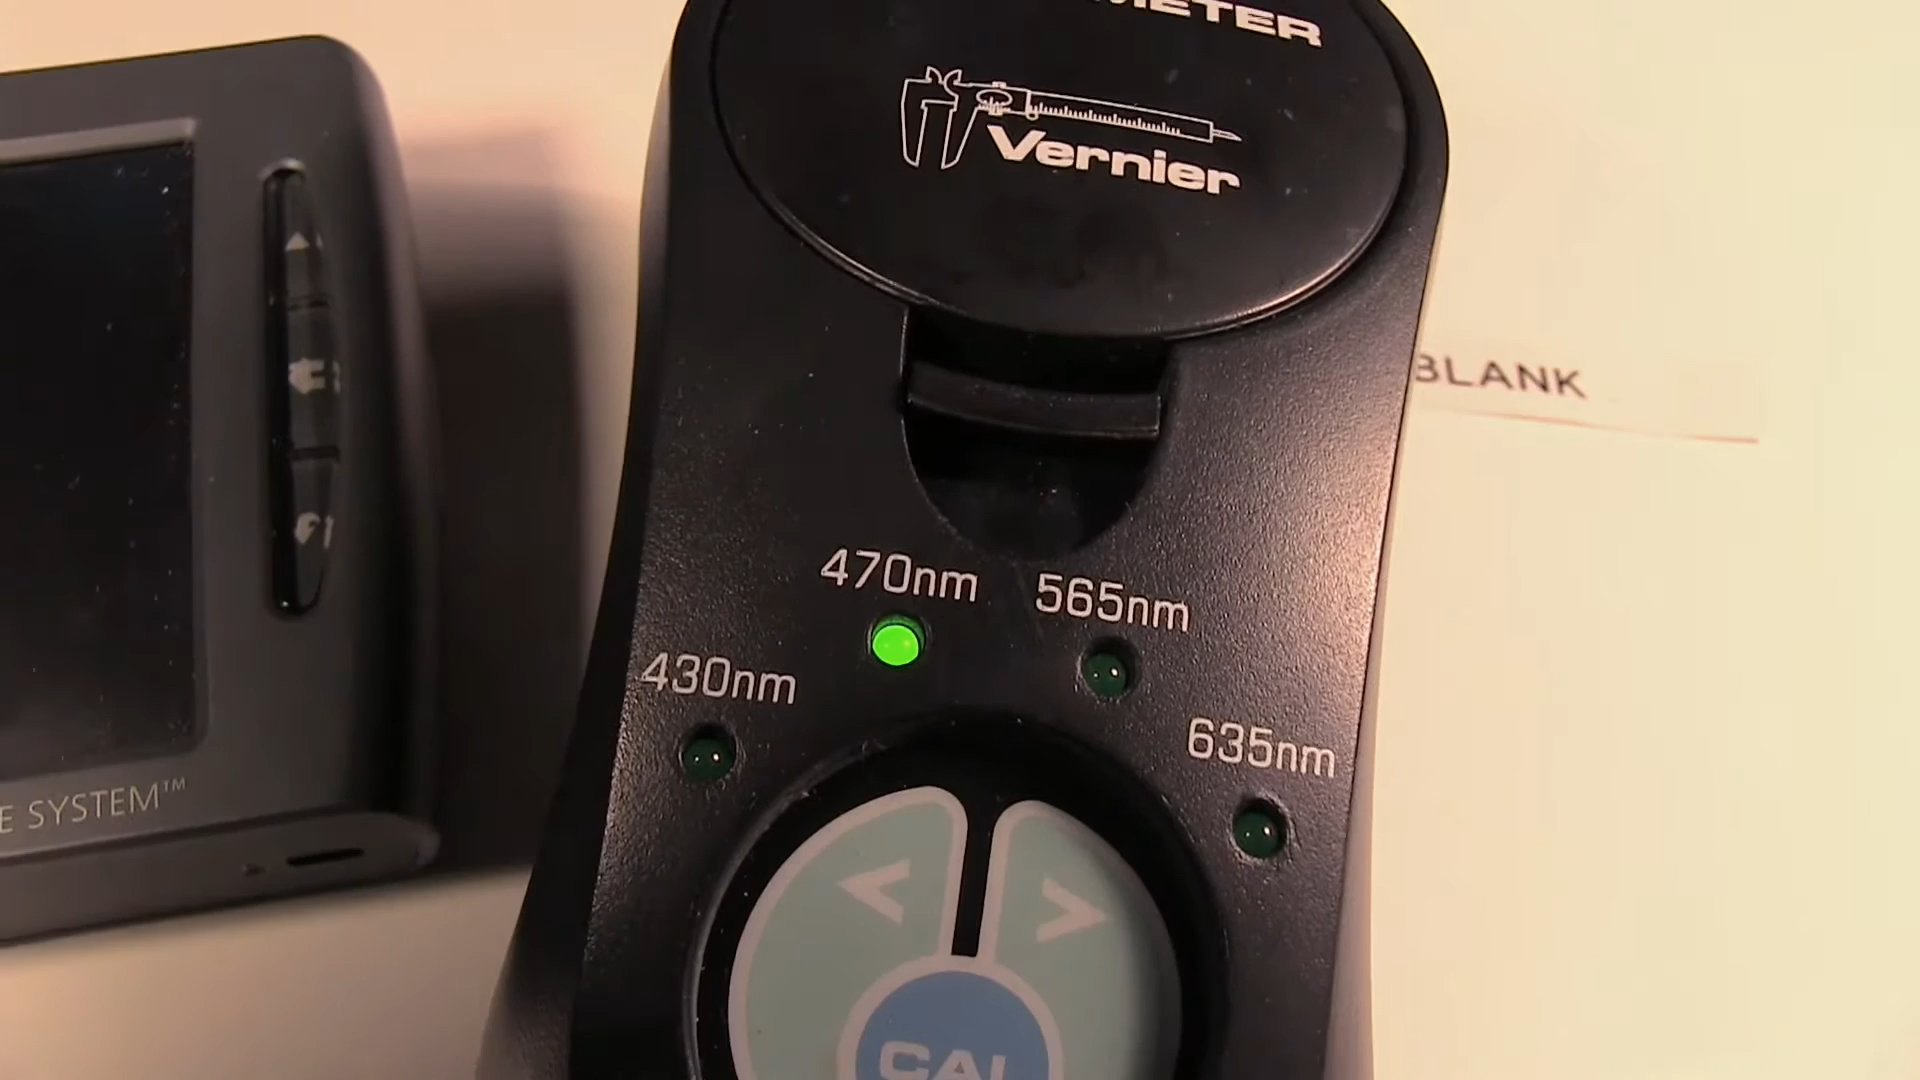 METER
Vernier
BLANK
470nm
565nm
430nm
635nm
E SYSTEM™
<
>
CAL